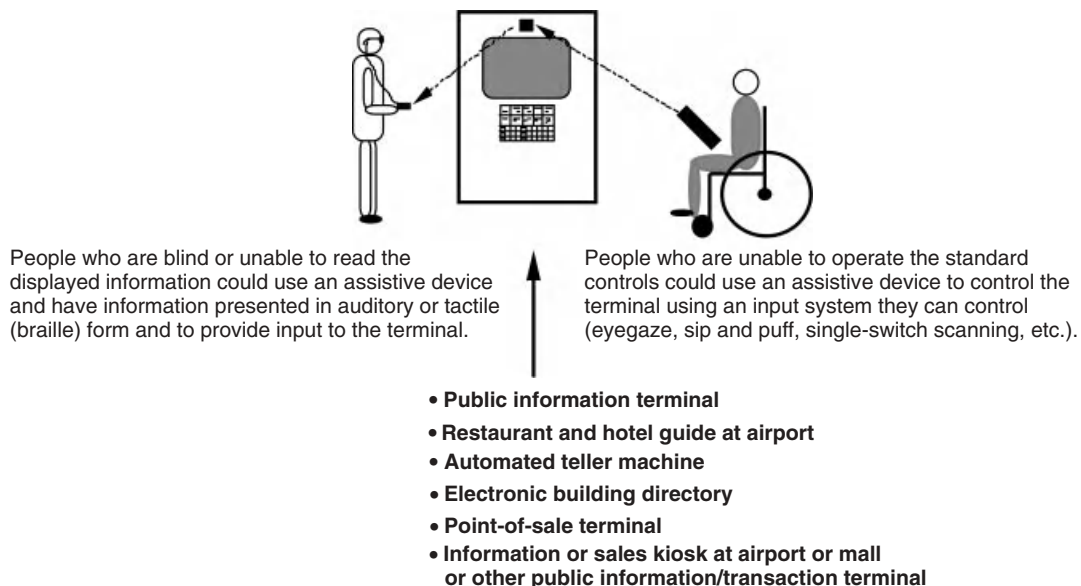 People who are blind or unable to read the
displayed information could use an assistive device
and have information presented in auditory or tactile
(braille) form and to provide input to the terminal.
People who are unable to operate the standard
controls could use an assistive device to control the
terminal using an input system they can control
(eyegaze, sip and puff, single-switch scanning, etc.).
• Public information terminal
• Restaurant and hotel guide at airport
• Automated teller machine
• Electronic building directory
• Point-of-sale terminal
• Information or sales kiosk at airport or mall
or other public information/transaction terminal